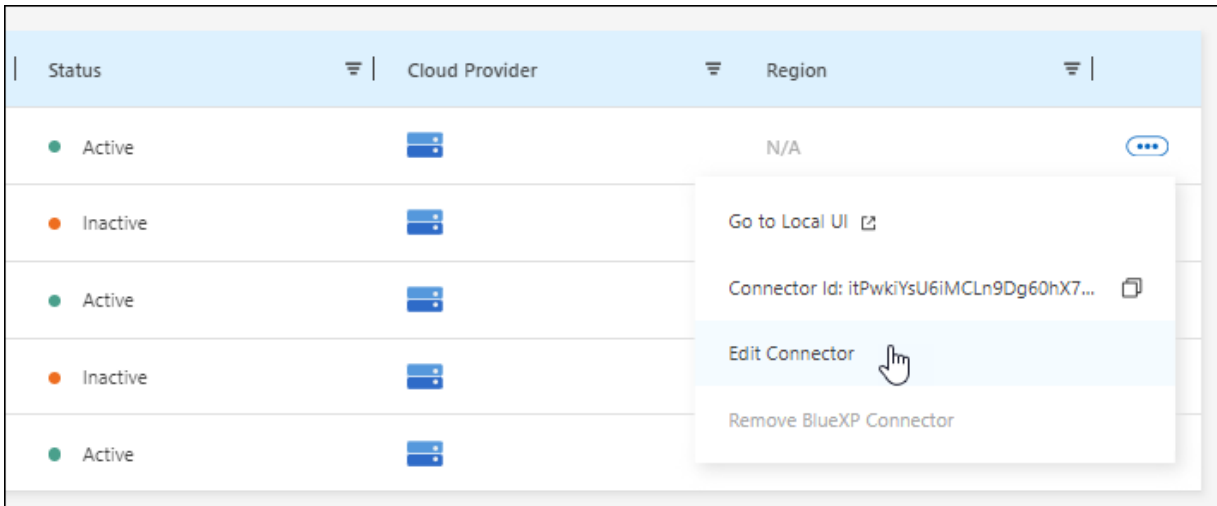 Status Cloud Provider Region
Active N/A
Inactive
Go to Local UI
Connector Id: itPwkiYsU6iMCLn9Dg60hX7...
Active
Edit Connector
Inactive
Remove BlueXP Connector
Active